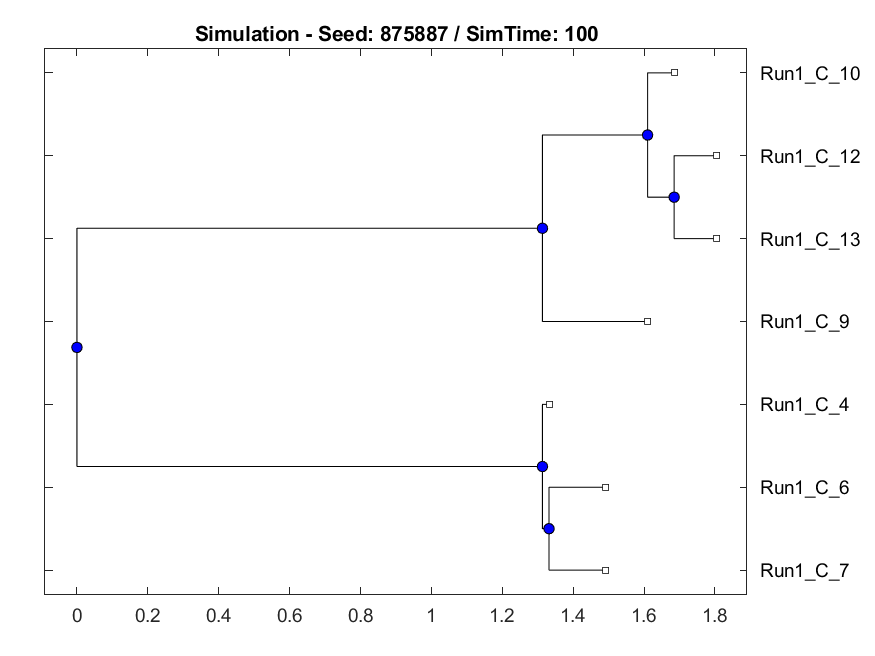 Simulation - Seed: 875887 / SimTime: 100
Run1_C_10
Run1_C_12
Run1_C_13
Run1_C_9
Run1_C_4
Run1_C_6
Run1_C_7
0 0.2 0.4 0.6 0.8 1 1.2 1.4 1.6 1.8